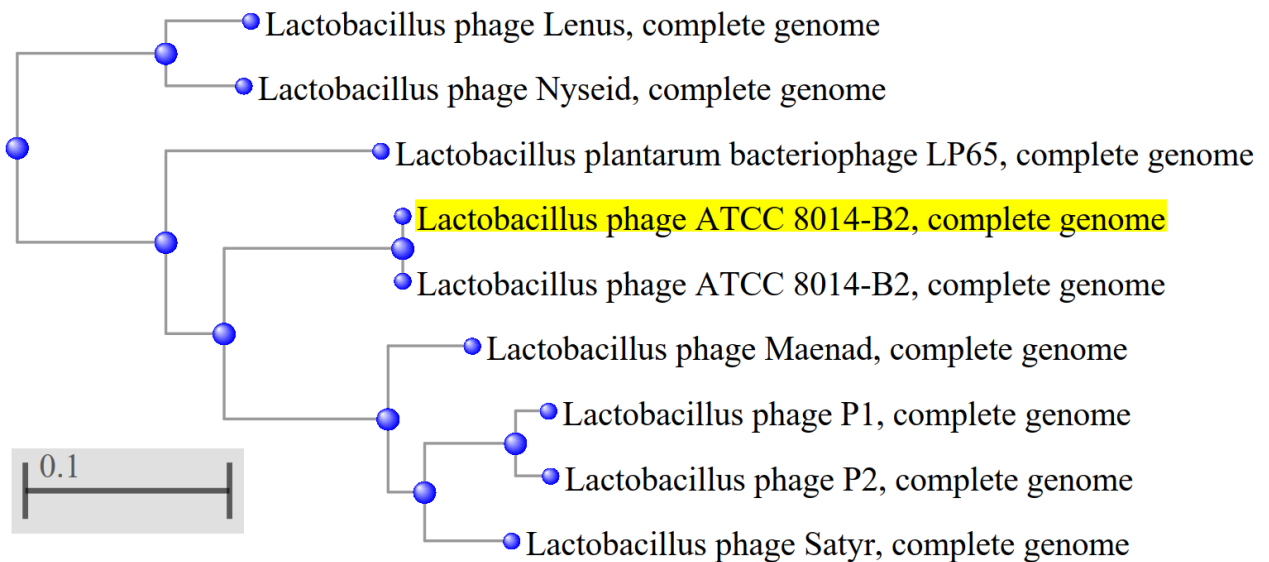 Lactobacillus phage Lenus, complete genome
Lactobacillus phage Nyseid, complete genome
Lactobacillus plantarum bacteriophage LP65, complete genome
Lactobacillus phage ATCC 8014-B2, complete genome
Lactobacillus phage ATCC 8014-B2, complete genome
Lactobacillus phage Maenad, complete genome
Lactobacillus phage P1, complete genome
0.1
Lactobacillus phage P2, complete genome
Lactobacillus phage Satyr, complete genome